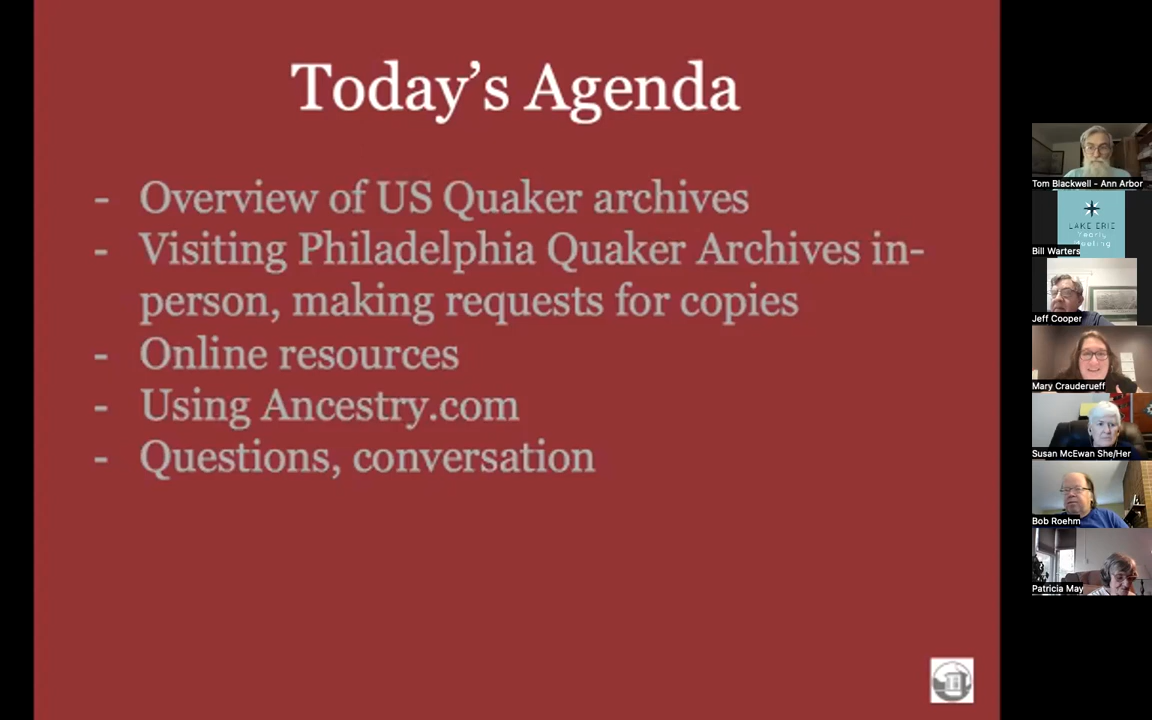 Today’s Agenda
- Overview of US Quaker archives
- Visiting Philadelphia Quaker Archives in-
person, making requests for copies
- Online resources
- Using Ancestry.com
- Questions, conversation
Tom Blackwell - Ann Arbor
LAKE ERIE
Yearly
Meeting
Bill Warters
Jeff Cooper
Mary Crauderueff
Susan McEwan She/Her
Bob Roehm
Patricia May